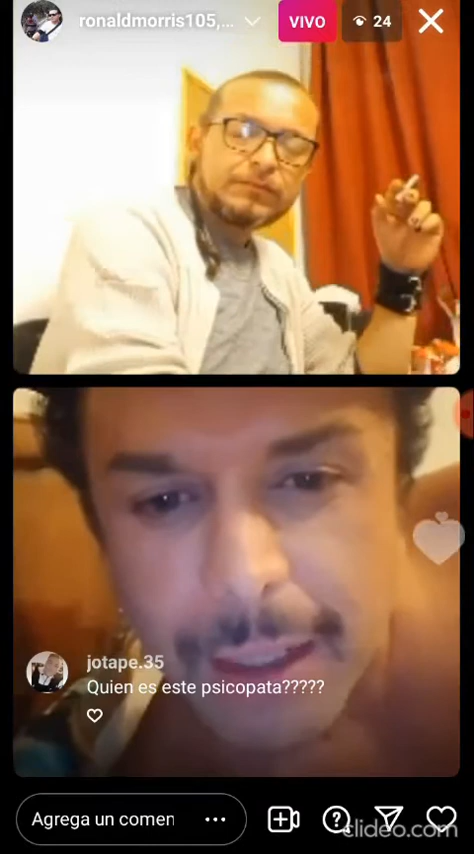 ronaldmorris105,...
VIVO
24
jotape.35
Quien es este psicopata?????
Agrega un comen
clideo.com